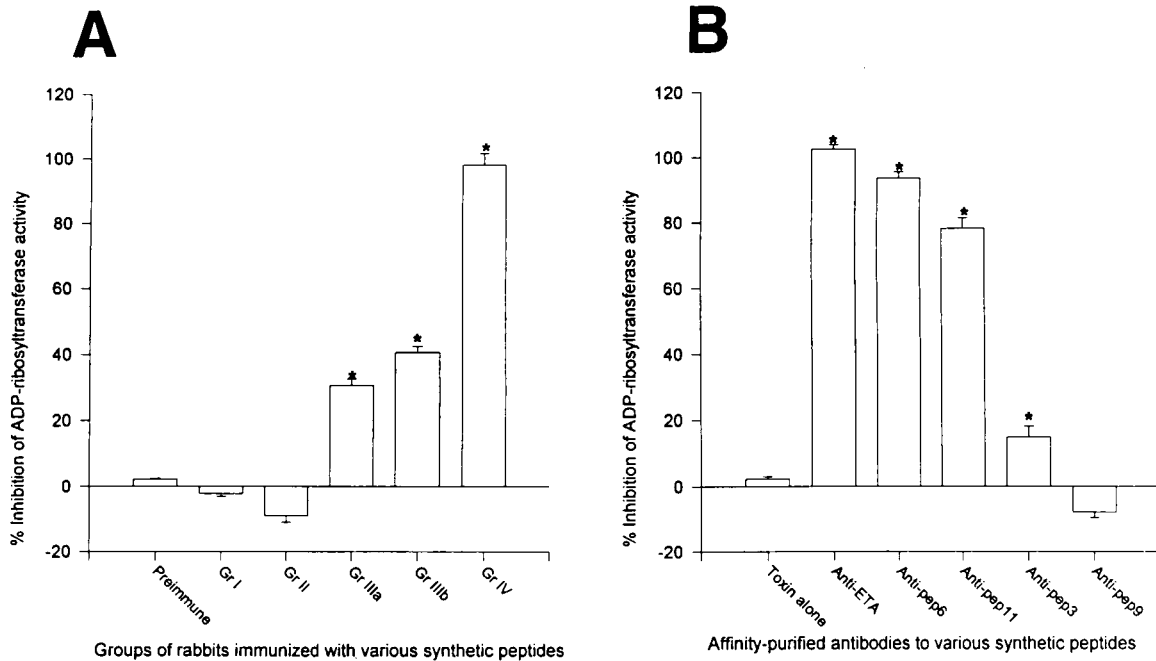 A
120
100
80
60
40
20
0
-20
% Inhibition of ADP-ribosyltransferase activity
*
*
*
Preimmune
Gr I
Gr II
Gr IIIa
Gr IIIb
Gr IV
Groups of rabbits immunized with various synthetic peptides
B
120
100
80
60
40
20
0
-20
% Inhibition of ADP-ribosyltransferase activity
*
*
*
*
Toxin alone
Anti-ETA
Anti-pep6
Anti-pep11
Anti-pep3
Anti-pep9
Affinity-purified antibodies to various synthetic peptides